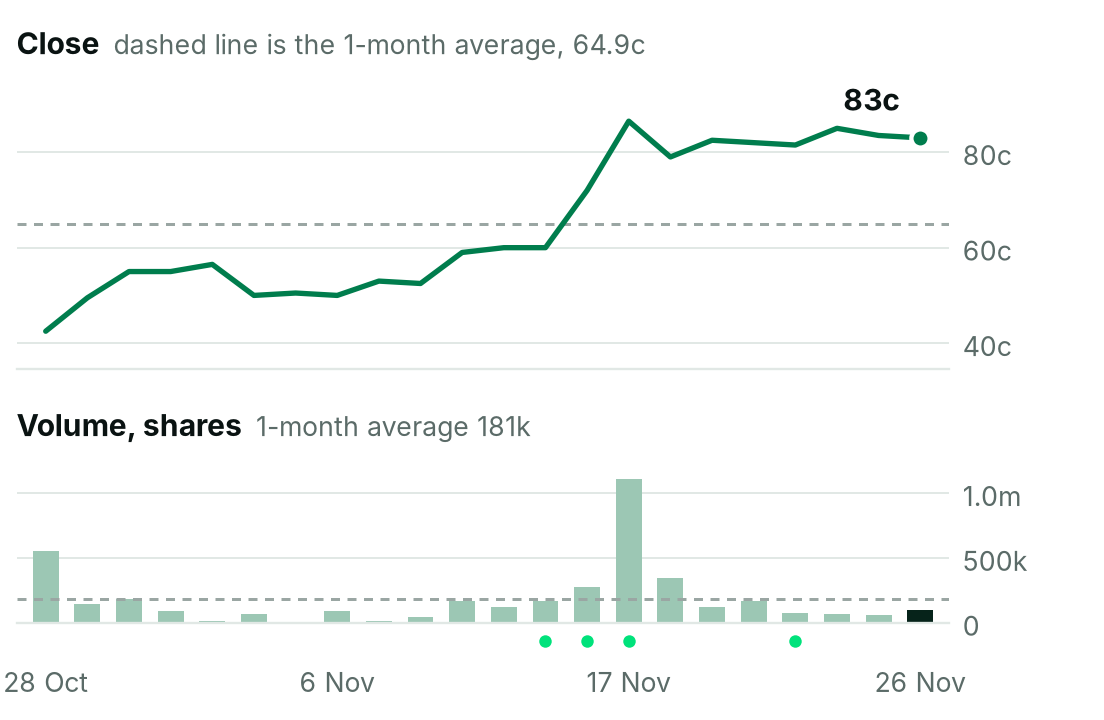 Close dashed line is the 1-month average, 64.9c
83c
80c
60c
40c
Volume, shares 1-month average 181k
1.0m
500k
0
28 Oct 6 Nov 17 Nov 26 Nov